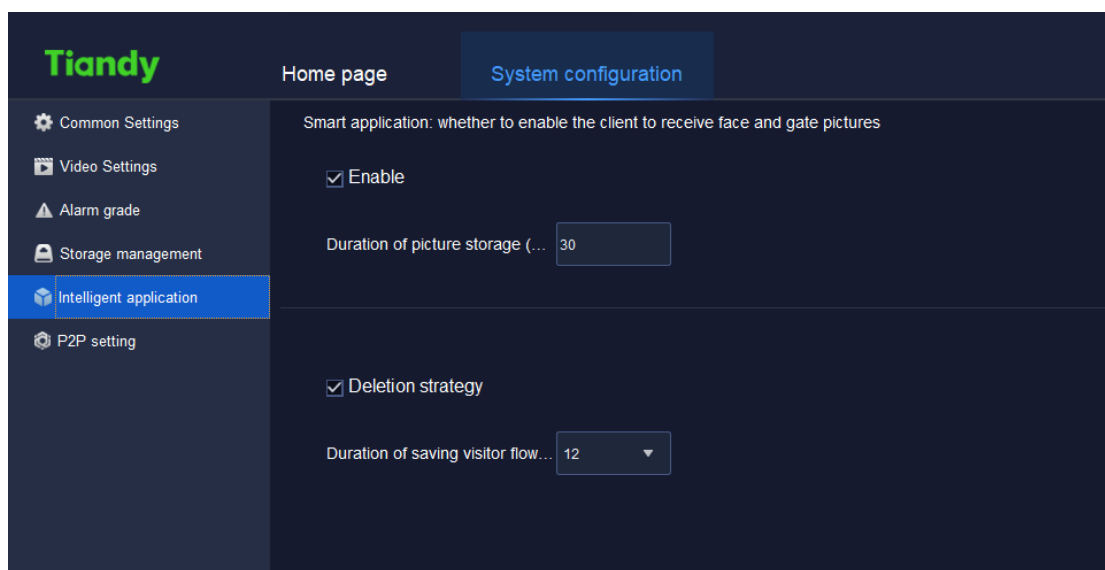 Tiandy
Home page
System configuration
Common Settings
Video Settings
Alarm grade
Storage management
Intelligent application
P2P setting
Smart application: whether to enable the client to receive face and gate pictures
Enable
Duration of picture storage (... 30
Deletion strategy
Duration of saving visitor flow... 12